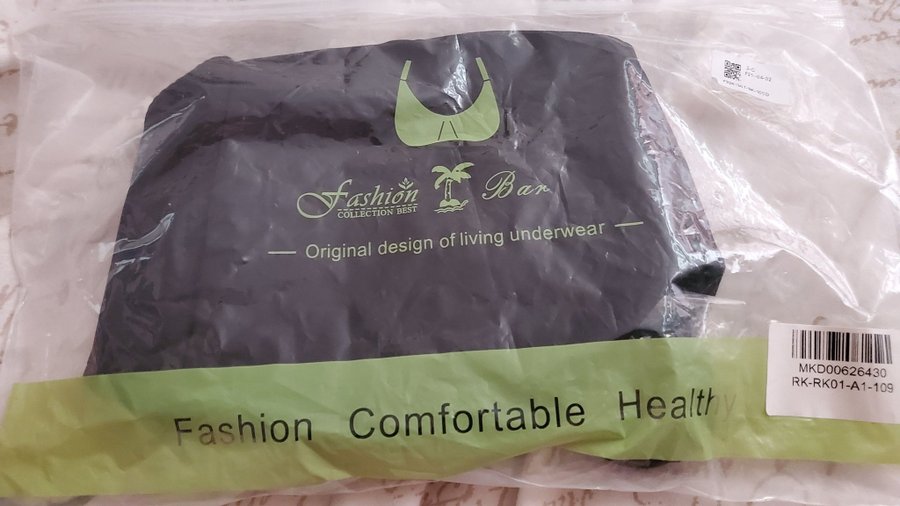 Fashion Bar
COLLECTION BEST
Original design of living underwear
Fashion Comfortable Healthy
MKD00626430
RK-RK01-A1-109